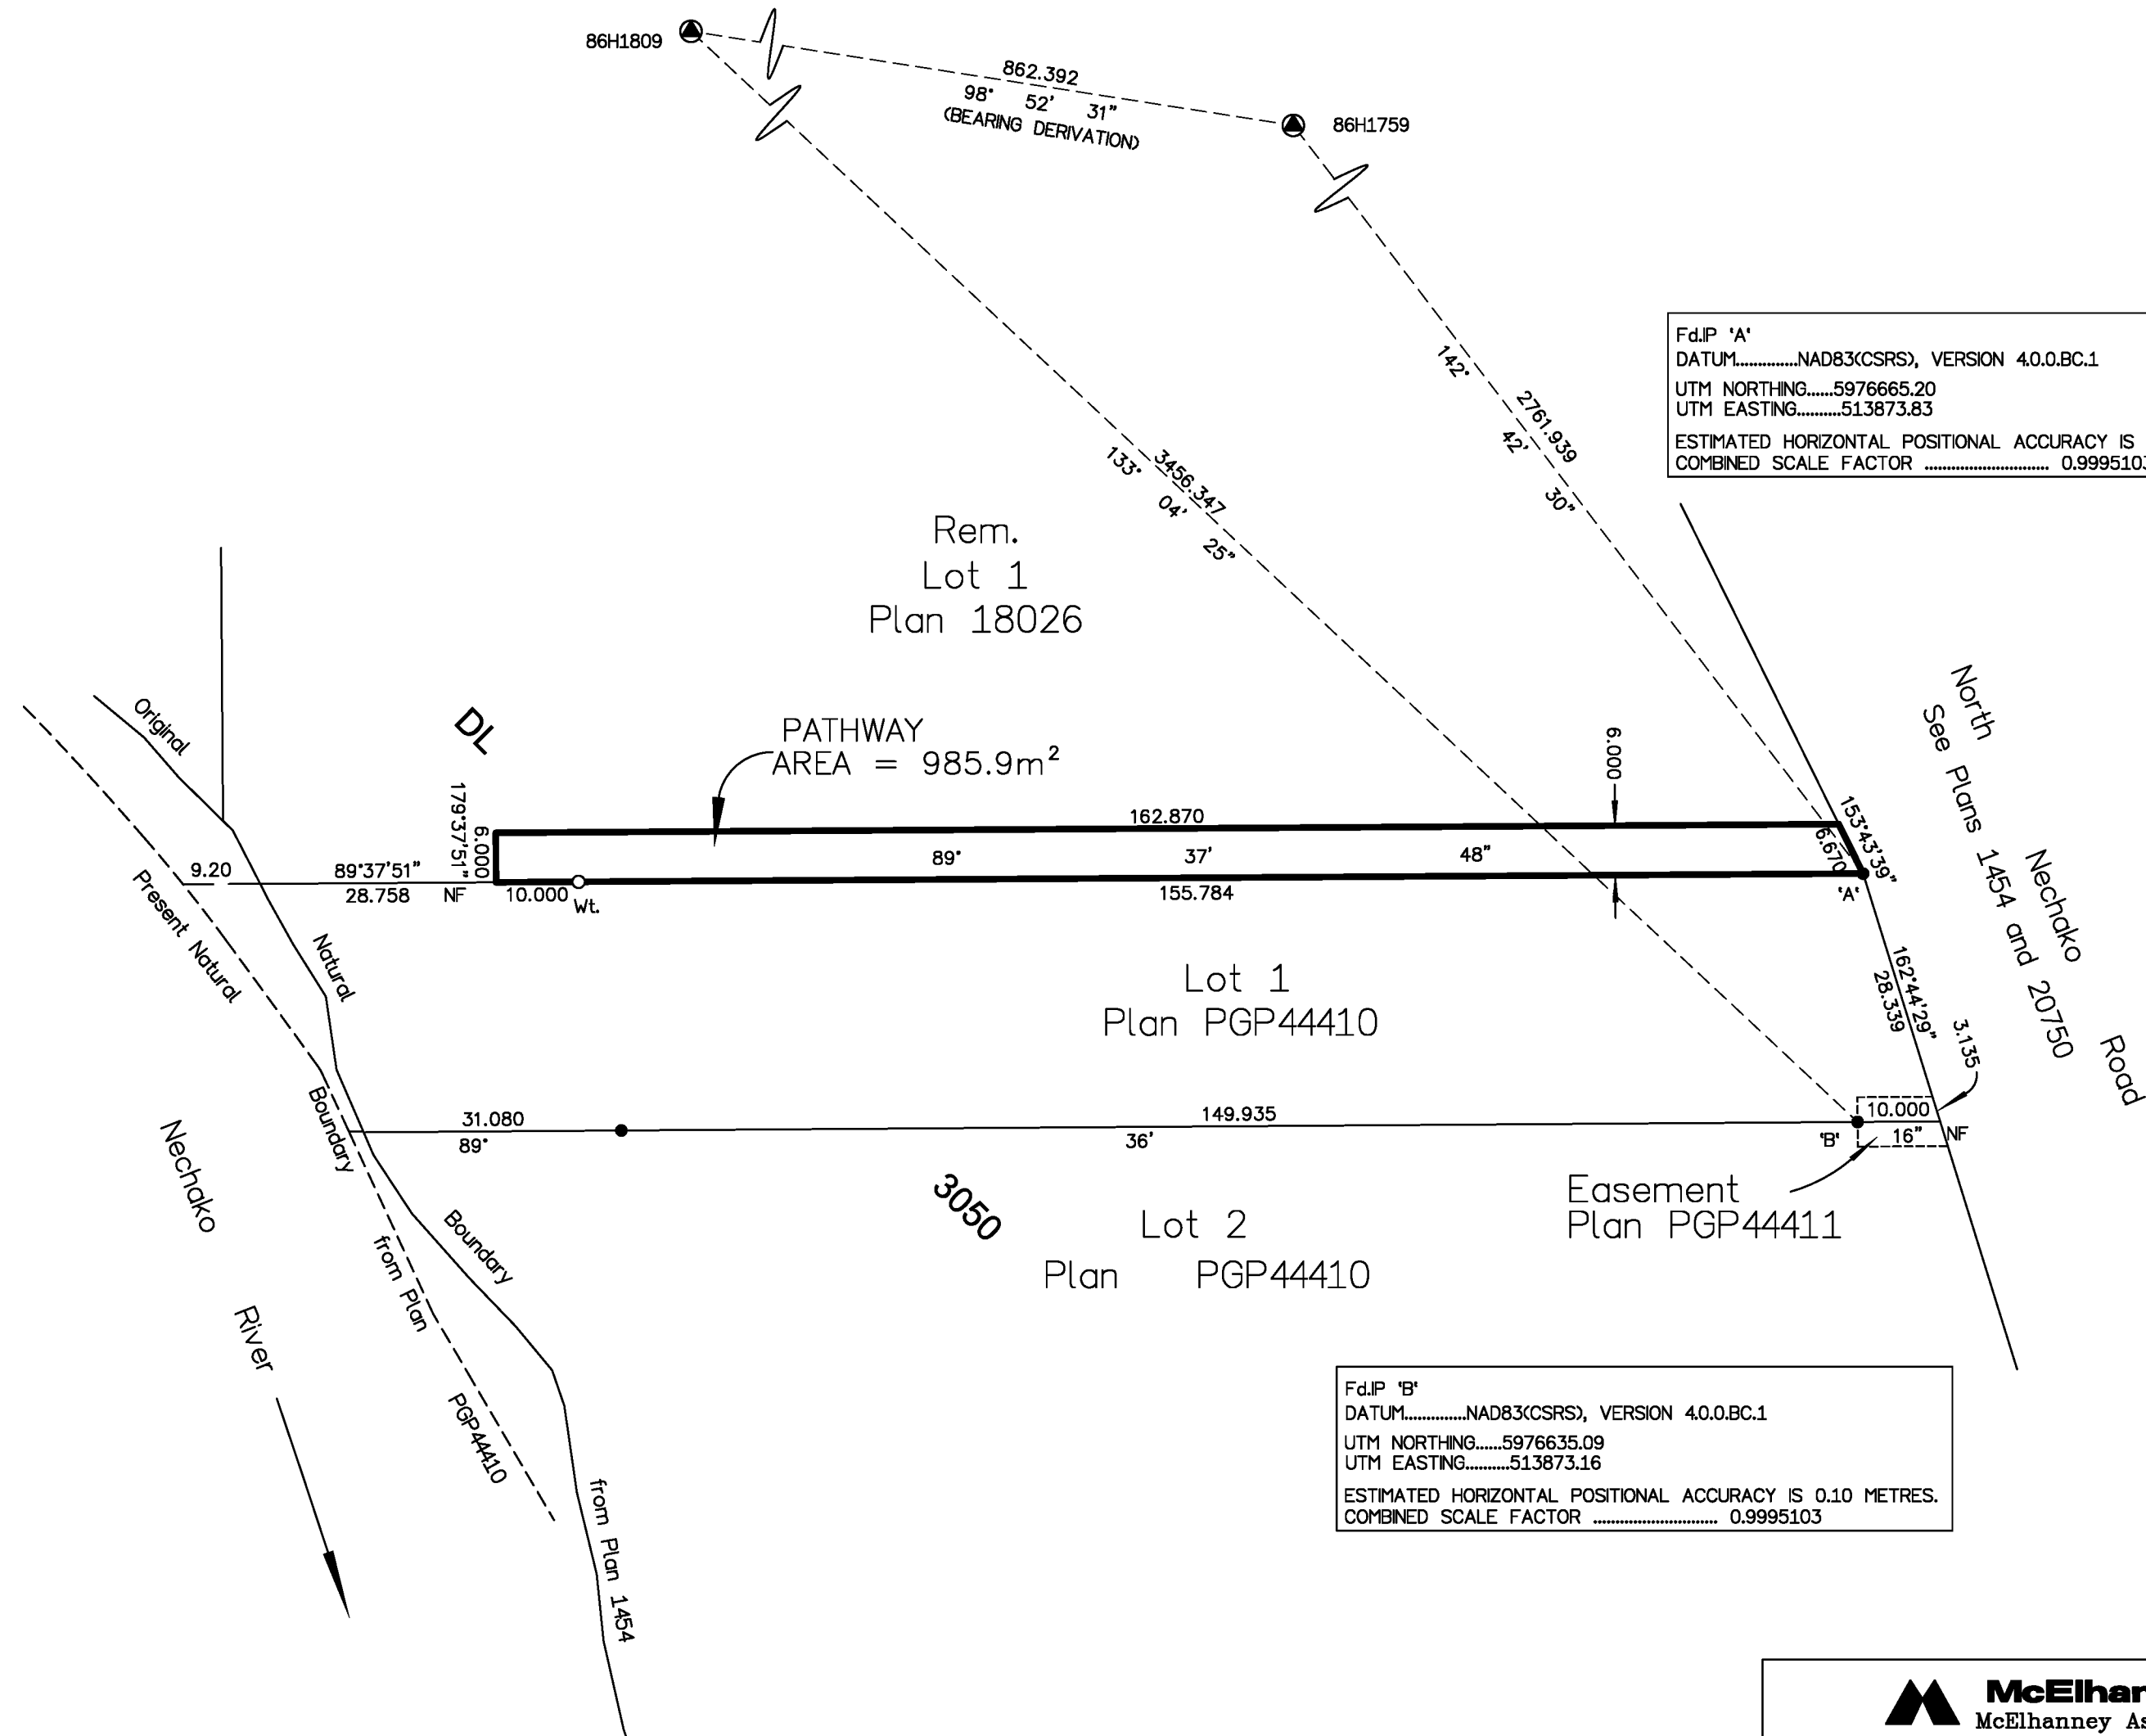 86H1809
862.392
98° 52' 31"
(BEARING DERIVATION)
86H1759
Fd.IP 'A'
DATUM..............NAD83(CSRS), VERSION 4.0.0.BC.1
UTM NORTHING......5976665.20
UTM EASTING..........513873.83
ESTIMATED HORIZONTAL POSITIONAL ACCURACY IS
COMBINED SCALE FACTOR ............................ 0.9995103
142° 42' 30"
2761.939
3456.347
133° 04' 25"
Rem.
Lot 1
Plan 18026
North Nechako Road
See Plans 1454 and 20750
Original Natural Boundary from Plan 1454
DL 3050
PATHWAY
AREA = 985.9m²
6.000
162.870
153°43'39"
6.670
179°37'51"
6.000
89° 37' 48"
9.20
89°37'51"
28.758 NF
10.000
Wt.
155.784
'A'
Present Natural Boundary from Plan PGP44410
Lot 1
Plan PGP44410
162°44'29"
28.339
3.135
31.080
149.935
10.000
89° 36' 16"
'B'
NF
Nechako River
Lot 2
Plan PGP44410
Easement
Plan PGP44411
Fd.IP 'B'
DATUM..............NAD83(CSRS), VERSION 4.0.0.BC.1
UTM NORTHING......5976635.09
UTM EASTING..........513873.16
ESTIMATED HORIZONTAL POSITIONAL ACCURACY IS 0.10 METRES.
COMBINED SCALE FACTOR ............................ 0.9995103
McElhan
McElhanney As